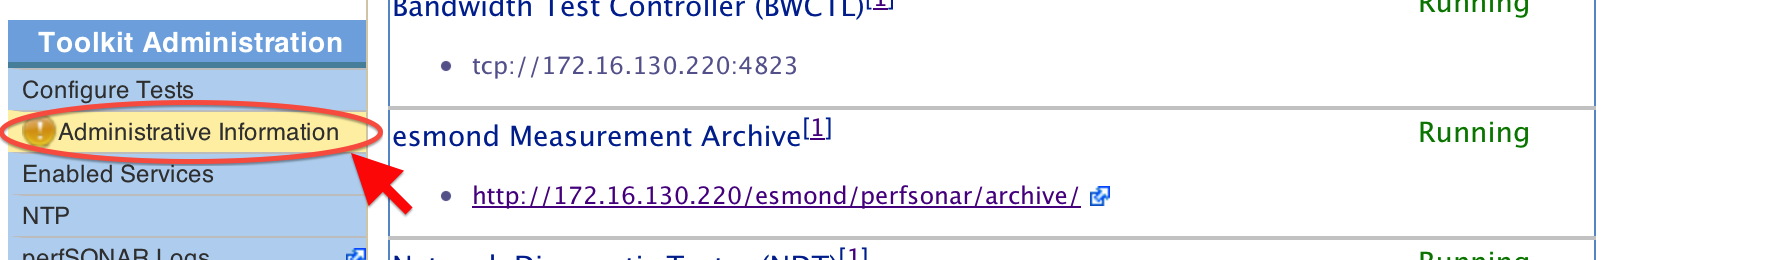 Toolkit Administration
Configure Tests
Administrative Information
Enabled Services
NTP
perfSONAR Logs
Bandwidth Test Controller (BWCTL)[1]
Running
tcp://172.16.130.220:4823
esmond Measurement Archive[1]
Running
http://172.16.130.220/esmond/perfsonar/archive/
Network Diagnostic Tester (NDT)[1]
Running